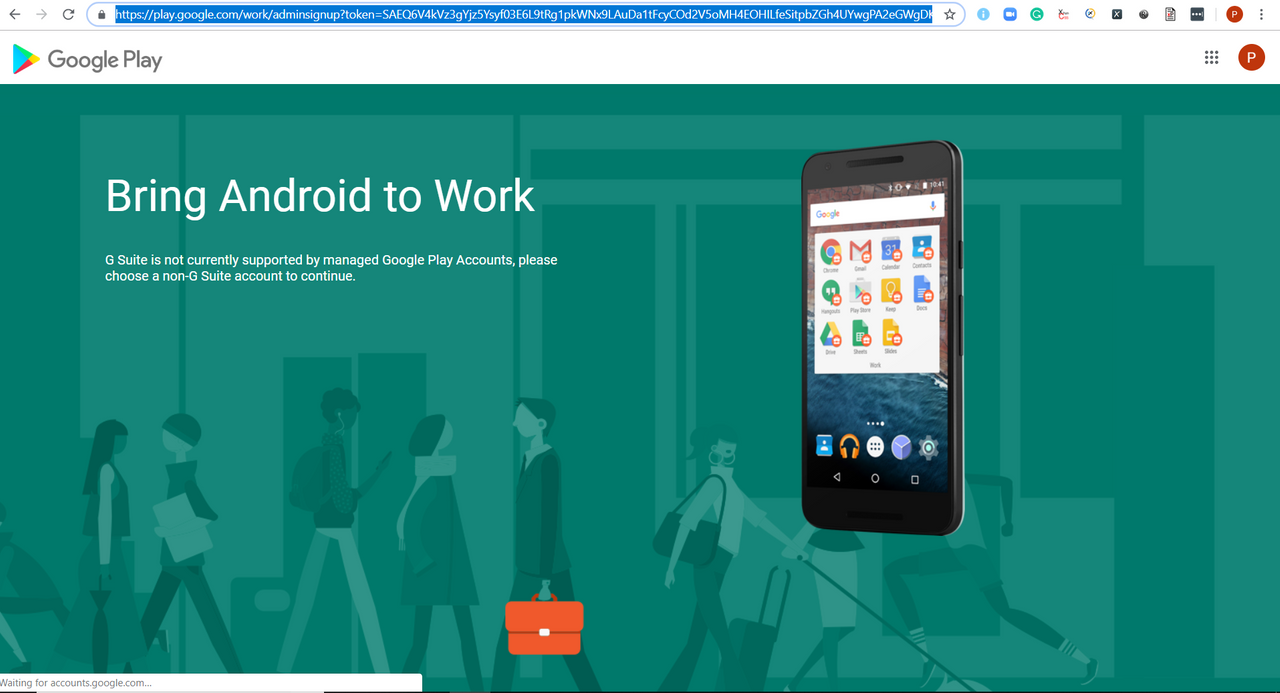 https://play.google.com/work/adminsignup?token=SAEQ6V4kVz3gYjz5Ysyf03E6L9tRg1pkWNx9LAuDa1tFcyCOd2V5oMH4EOHILfeSitpbZGh4UYwgPA2eGWgDK
P
Google Play
P
Bring Android to Work
G Suite is not currently supported by managed Google Play Accounts, please
choose a non-G Suite account to continue.
10:41
Google
31
Chrome Gmail Calendar Contacts
Hangouts Play Store Keep Docs
Drive Sheets Slides
Work
Waiting for accounts.google.com...